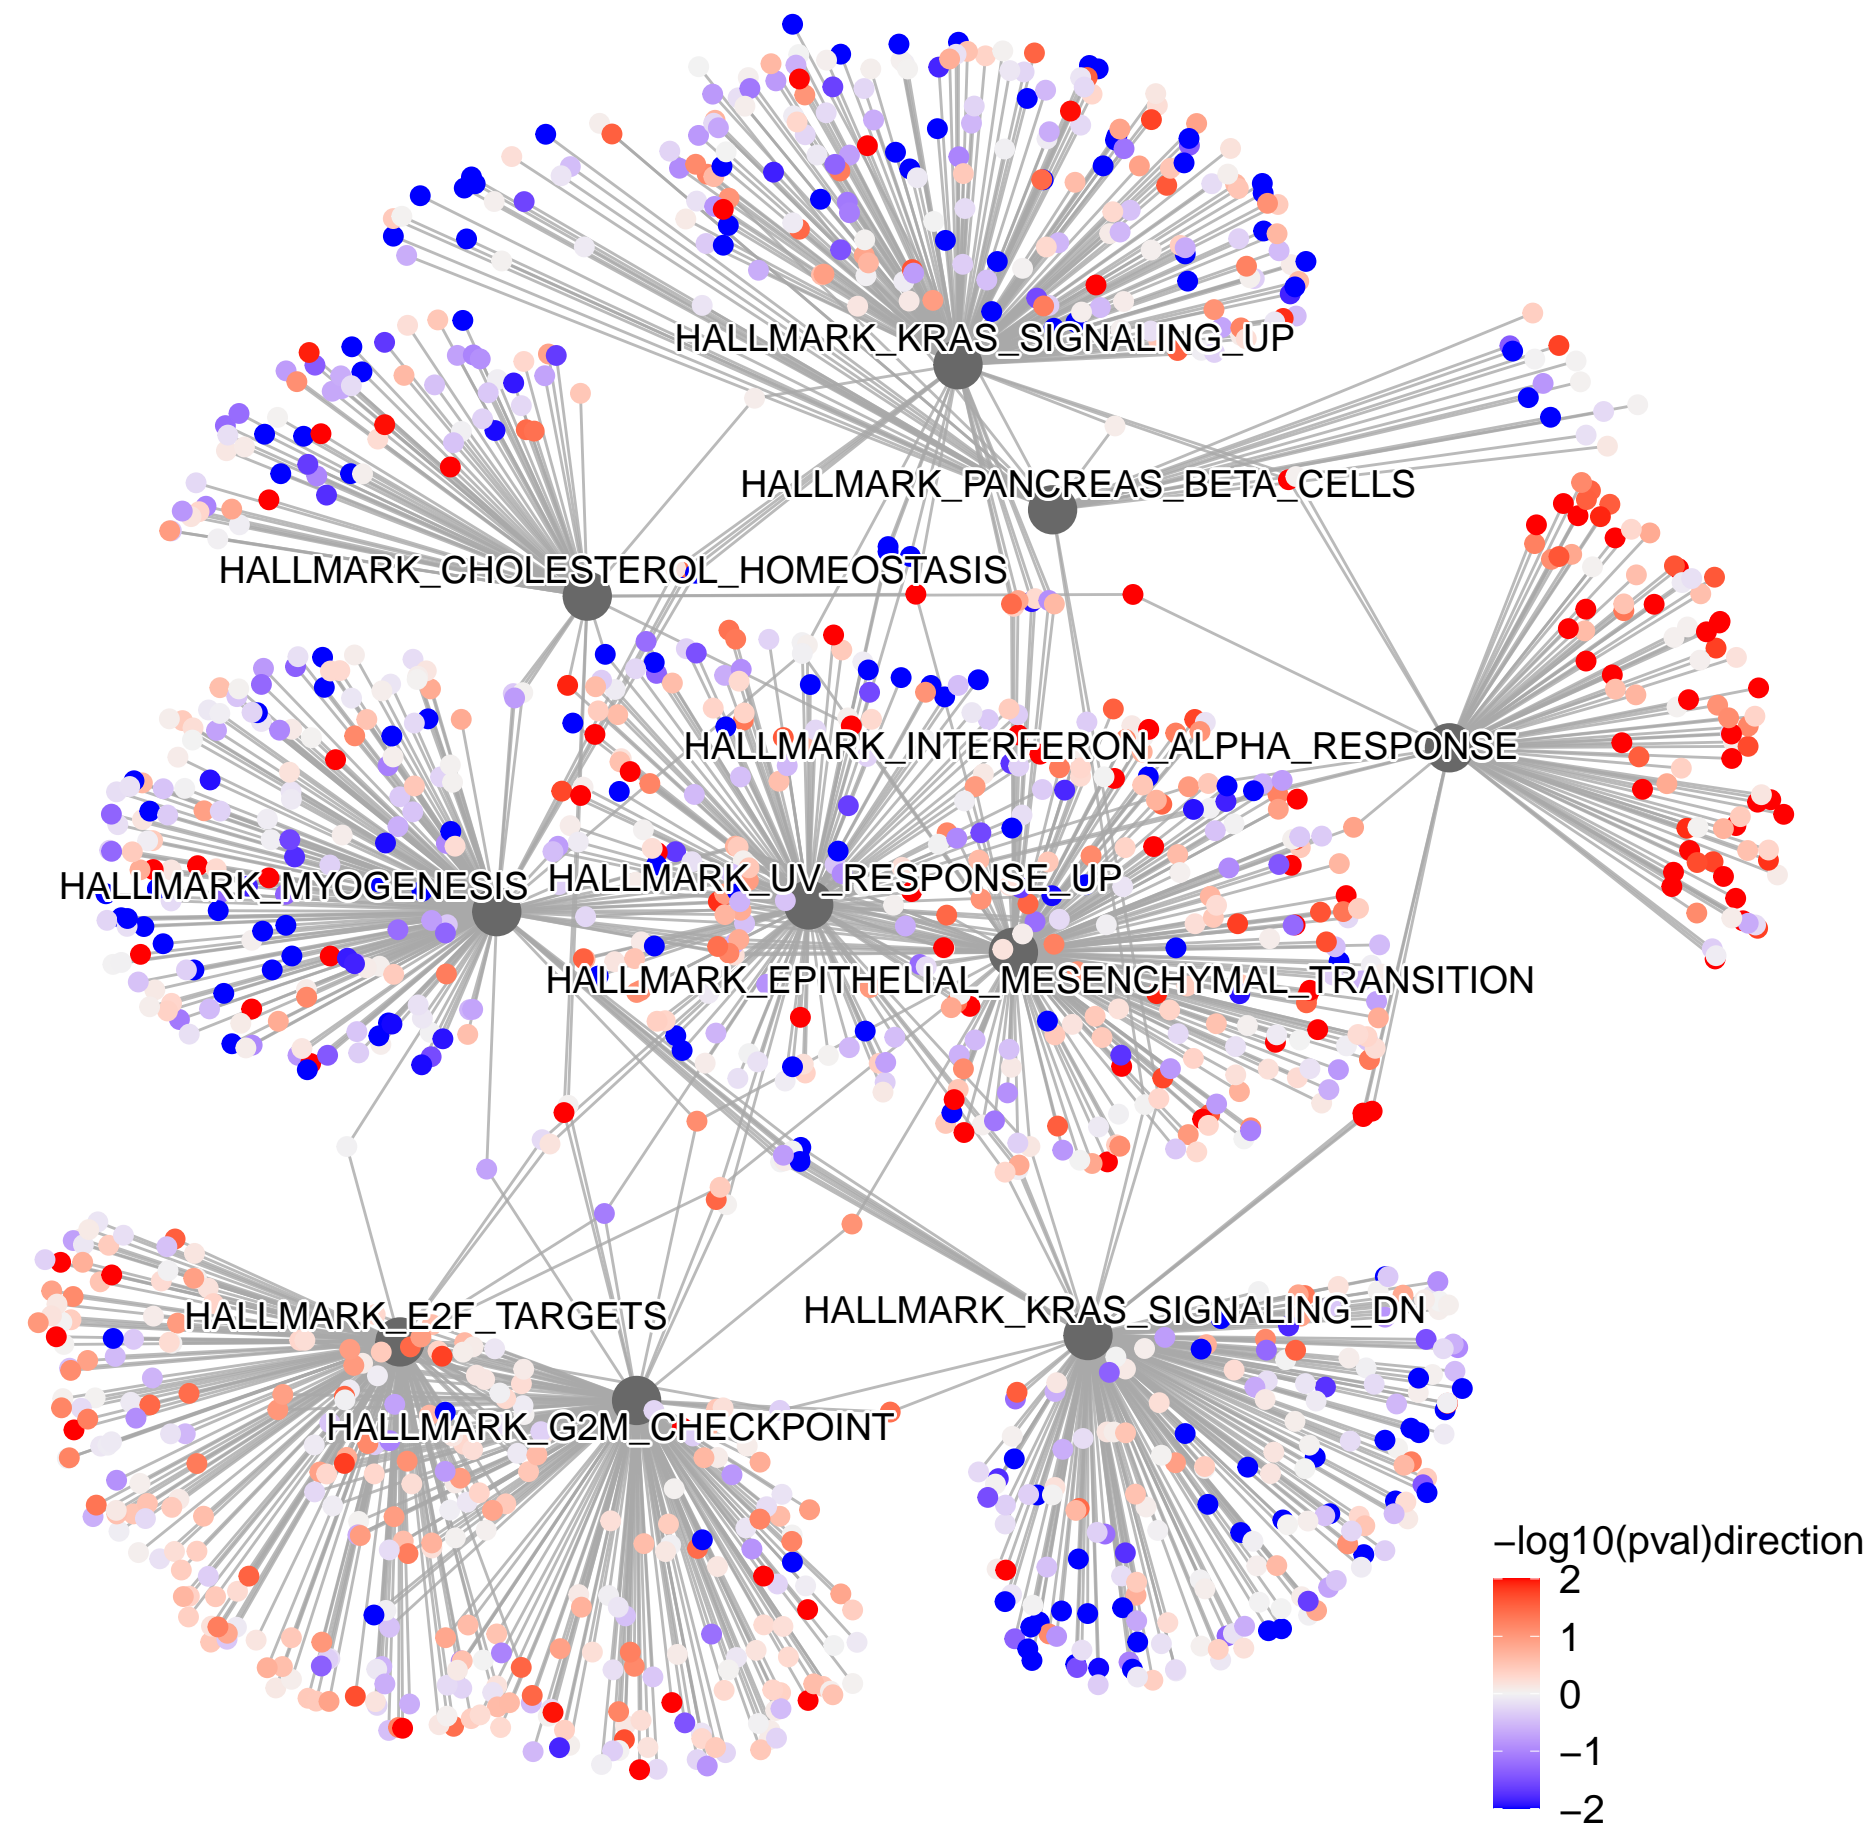 HALLMARK_KRAS_SIGNALING_UP
HALLMARK_PANCREAS_BETA_CELLS
HALLMARK_CHOLESTEROL_HOMEOSTASIS
HALLMARK_INTERFERON_ALPHA_RESPONSE
HALLMARK_MYOGENESIS
HALLMARK_UV_RESPONSE_UP
HALLMARK_EPITHELIAL_MESENCHYMAL_TRANSITION
HALLMARK_E2F_TARGETS
HALLMARK_KRAS_SIGNALING_DN
HALLMARK_G2M_CHECKPOINT
−log10(pval)direction
2
1
0
−1
−2